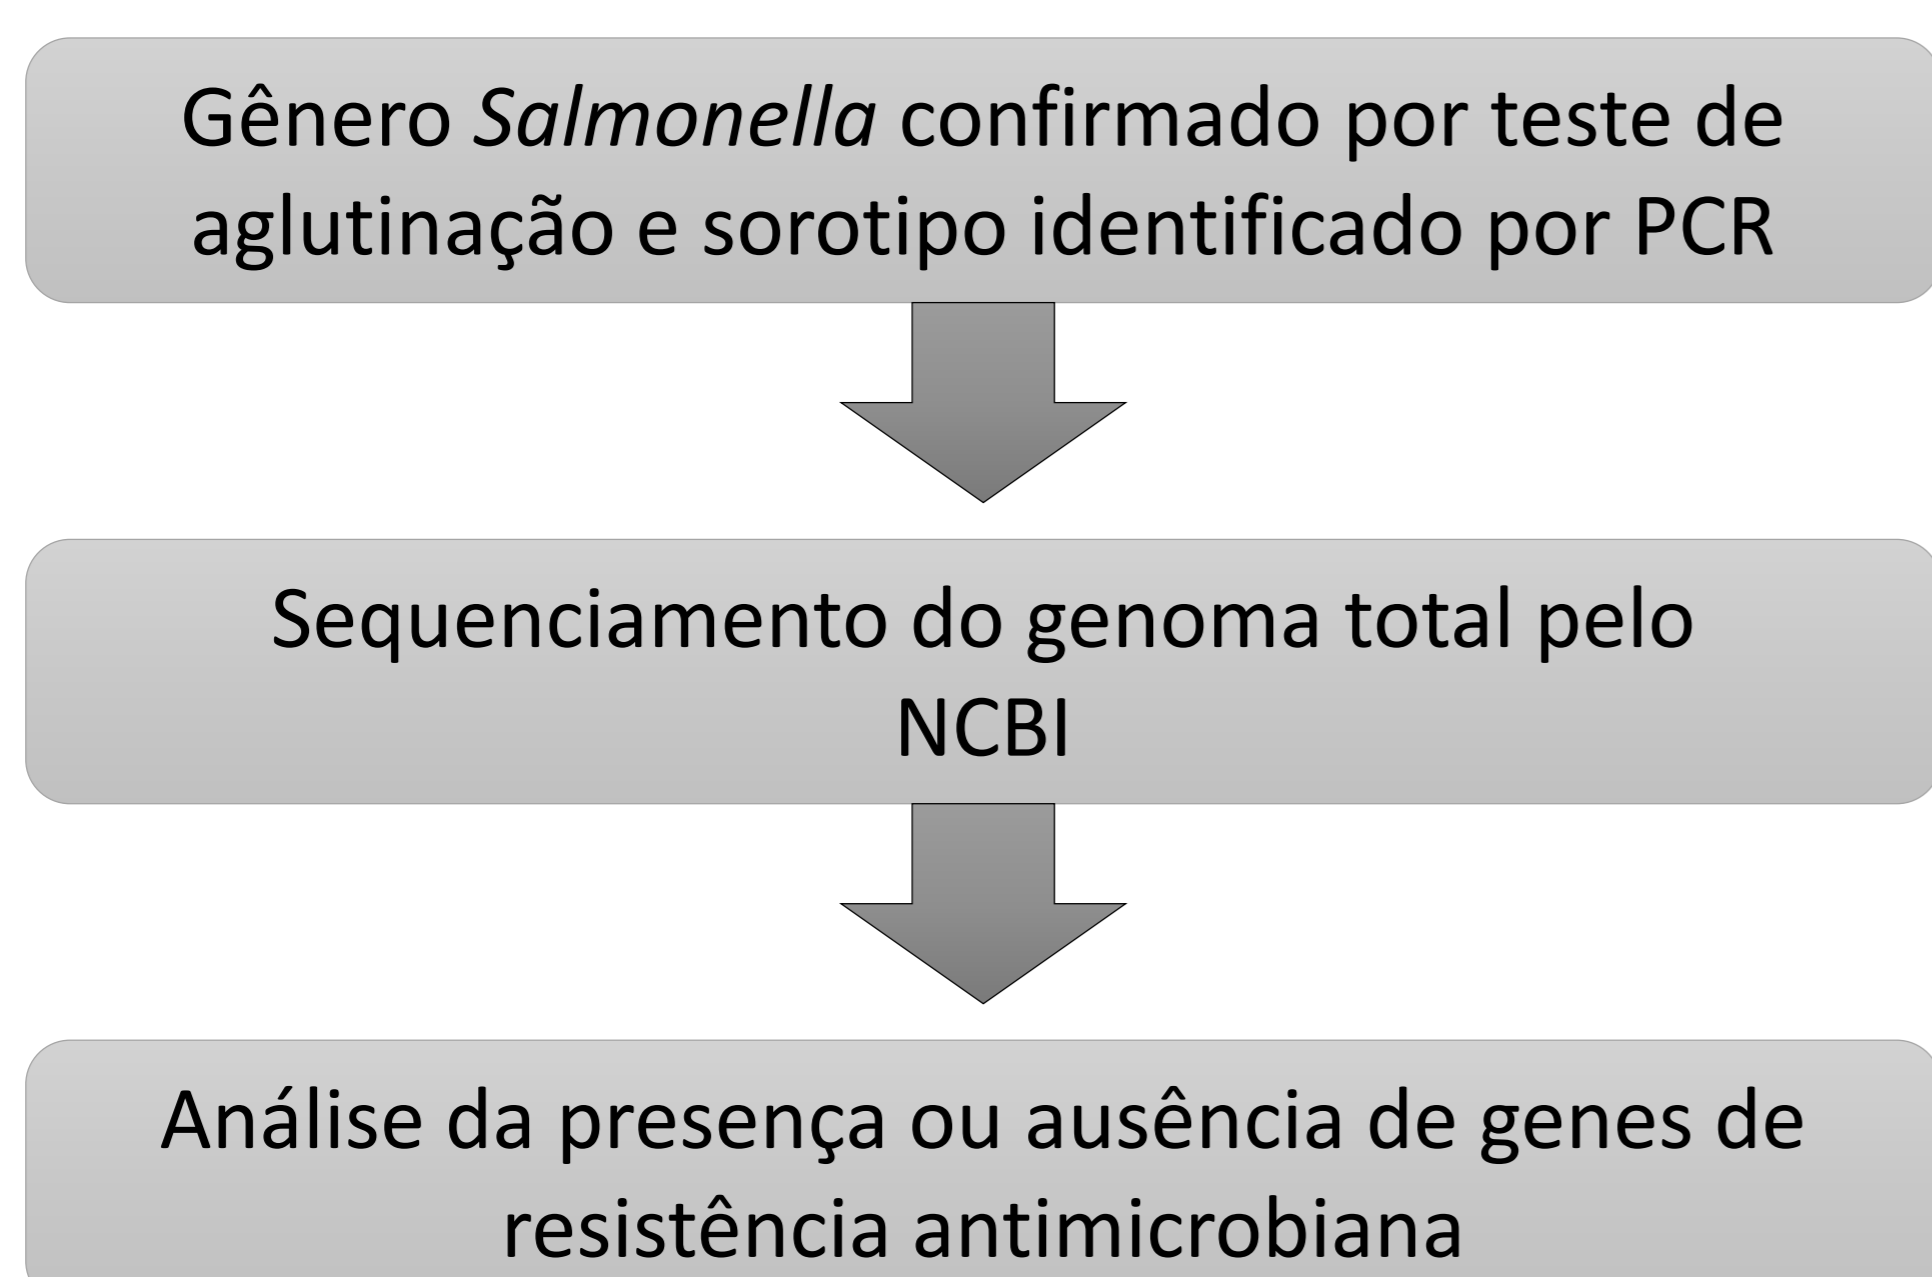 Gênero Salmonella confirmado por teste de
aglutinação e sorotipo identificado por PCR
Sequenciamento do genoma total pelo
NCBI
Análise da presença ou ausência de genes de
resistência antimicrobiana